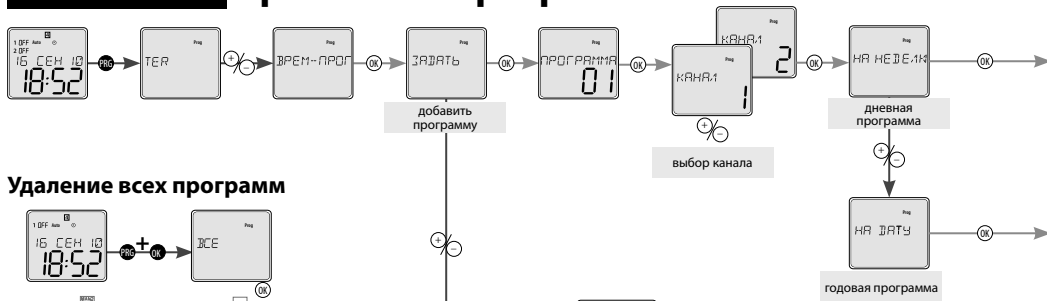 1 OFF Auto
2 OFF
16 СЕН 10
18:52
PRG
TER
Prog
+
-
ВРЕМ--ПРОГ
Prog
OK
ЗАДАТЬ
Prog
OK
добавить
программу
ПРОГРАММА
01
Prog
OK
КАНАЛ
2
Prog
КАНАЛ
1
Prog
+
-
выбор канала
OK
НА НЕДЕЛЮ
Prog
OK
дневная
программа
+
-
НА ДАТУ
Prog
OK
годовая программа
+
-
Удаление всех программ
1 OFF Auto
16 СЕН 10
18:52
PRG
+
OK
ВСЕ
Prog
OK